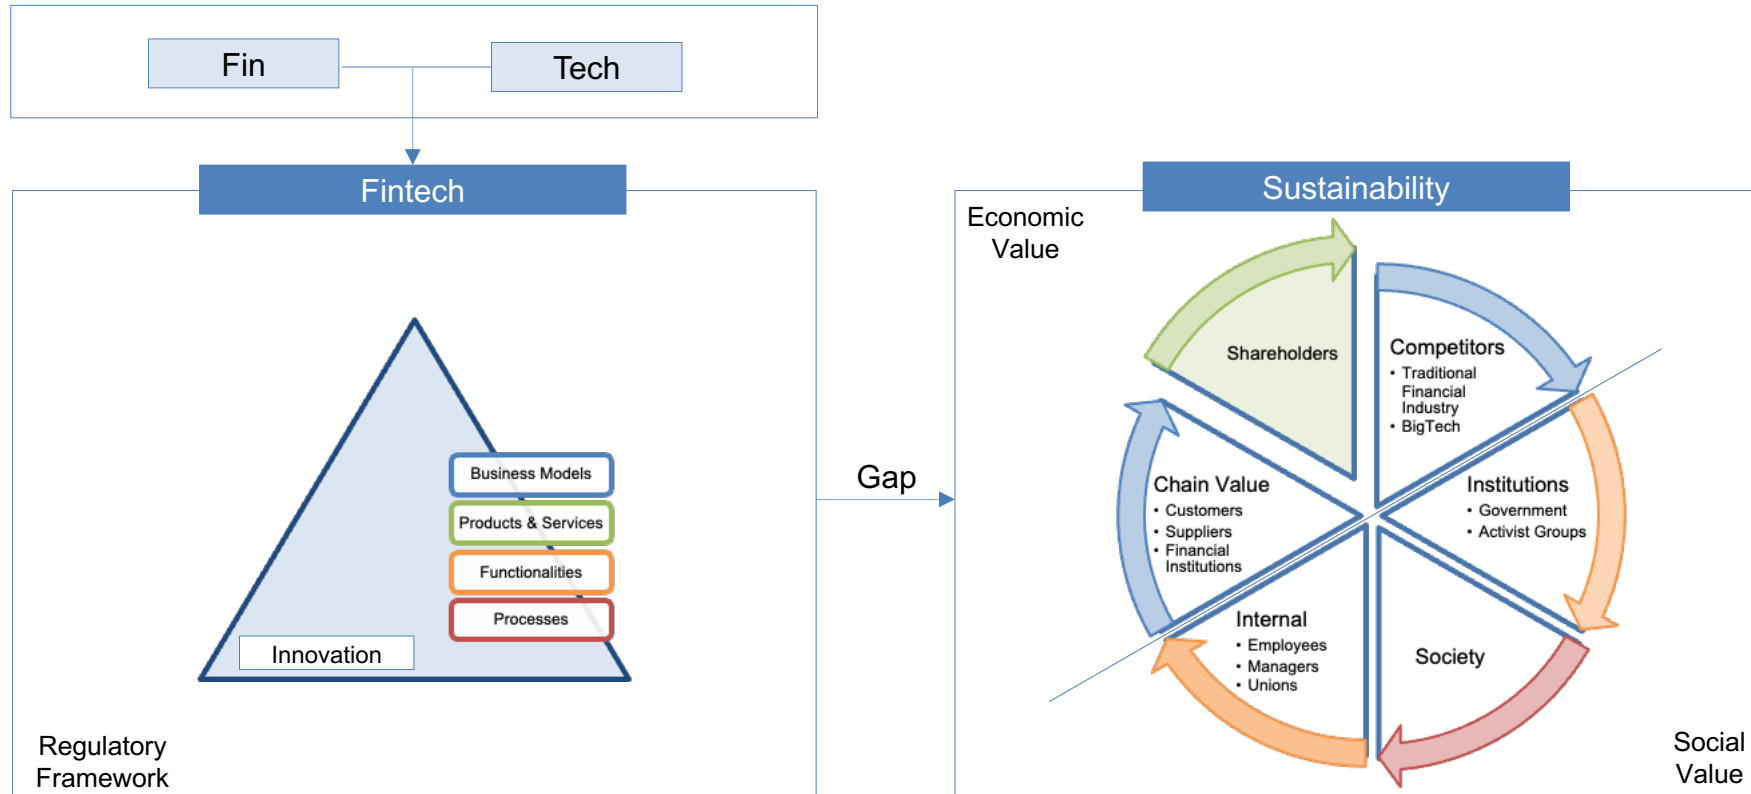 Fin
Tech
Fintech
Business Models
Products & Services
Functionalities
Processes
Innovation
Regulatory
Framework
Gap
Sustainability
Economic
Value
Shareholders
Competitors
• Traditional
Financial
Industry
• BigTech
Chain Value
• Customers
• Suppliers
• Financial
Institutions
Institutions
• Government
• Activist Groups
Internal
• Employees
• Managers
• Unions
Society
Social
Value